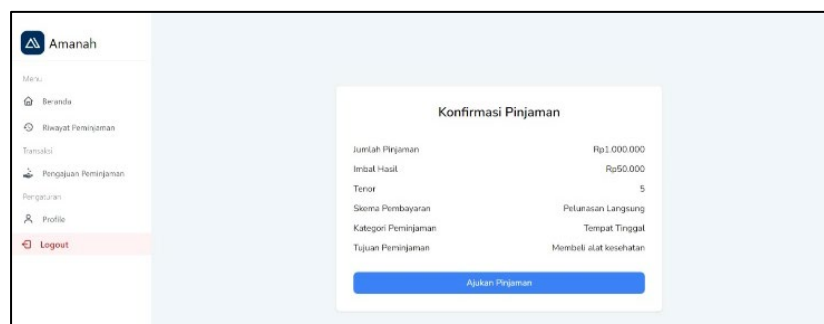 Amanah
Menu
Beranda
Riwayat Peminjaman
Transaksi
Pengajuan Peminjaman
Pengaturan
Profile
Logout
Konfirmasi Pinjaman
Jumlah Pinjaman Rp1.000.000
Imbal Hasil Rp50.000
Tenor 5
Skema Pembayaran Pelunasan Langsung
Kategori Peminjaman Tempat Tinggal
Tujuan Peminjaman Membeli alat kesehatan
Ajukan Pinjaman